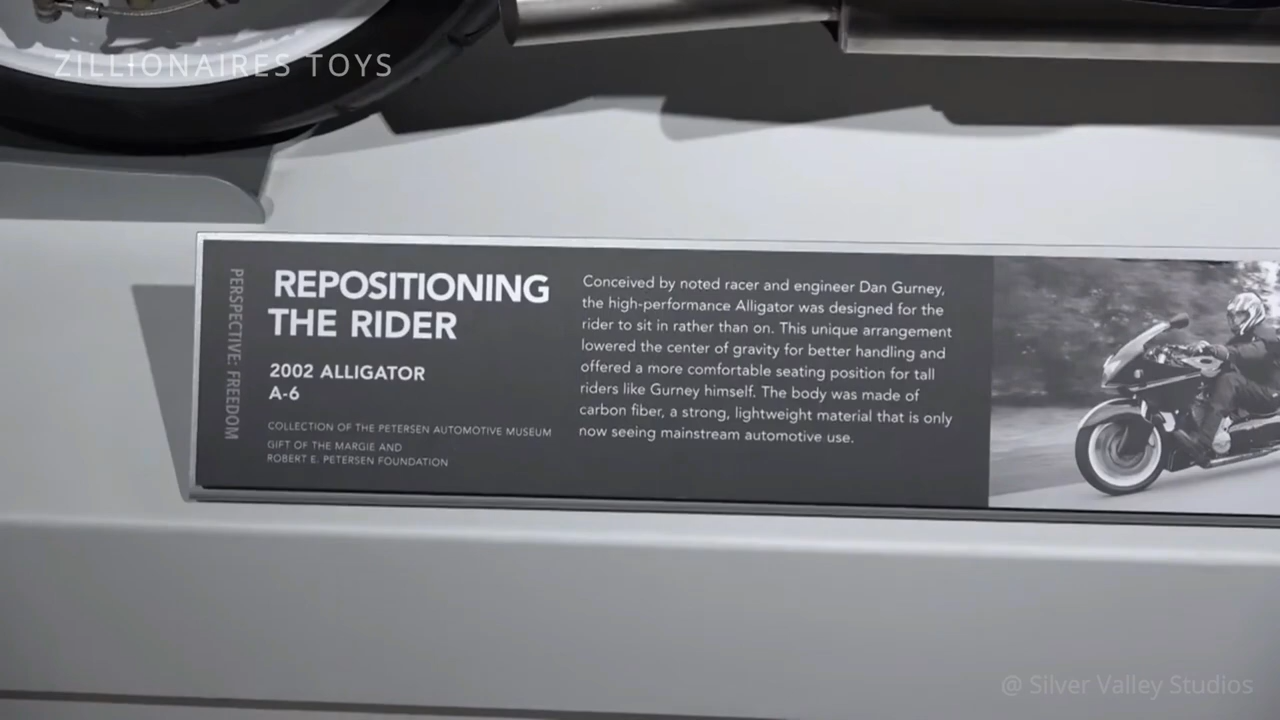 ZILLIONAIRES TOYS
PERSPECTIVE: FREEDOM
REPOSITIONING
THE RIDER
2002 ALLIGATOR
A-6
COLLECTION OF THE PETERSEN AUTOMOTIVE MUSEUM
GIFT OF THE MARGIE AND
ROBERT E. PETERSEN FOUNDATION
Conceived by noted racer and engineer Dan Gurney,
the high-performance Alligator was designed for the
rider to sit in rather than on. This unique arrangement
lowered the center of gravity for better handling and
offered a more comfortable seating position for tall
riders like Gurney himself. The body was made of
carbon fiber, a strong, lightweight material that is only
now seeing mainstream automotive use.
@ Silver Valley Studios